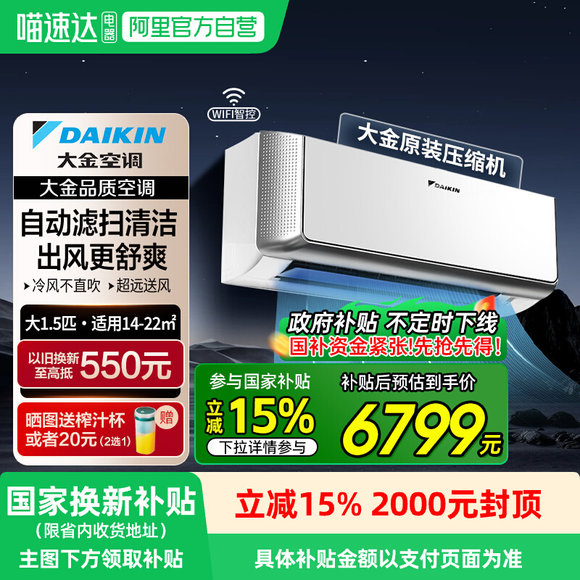 喵速达电器 阿里官方自营
WIFI智控
大金原装压缩机
DAIKIN
DAIKIN
大金空调
大金品质空调
自动滤扫清洁
出风更舒爽
冷风不直吹 超远送风
大1.5匹·适用14-22㎡
以旧换新
至高抵 550元
晒图送榨汁杯
或者20元(2选1)
赠
政府补贴 不定时下线
国补资金紧张!先抢先得!
参与国家补贴
立减15%
下拉详情参与
补贴后预估到手价
6799元
国家换新补贴
(限省内收货地址)
主图下方领取补贴
立减15% 2000元封顶
具体补贴金额以支付页面为准